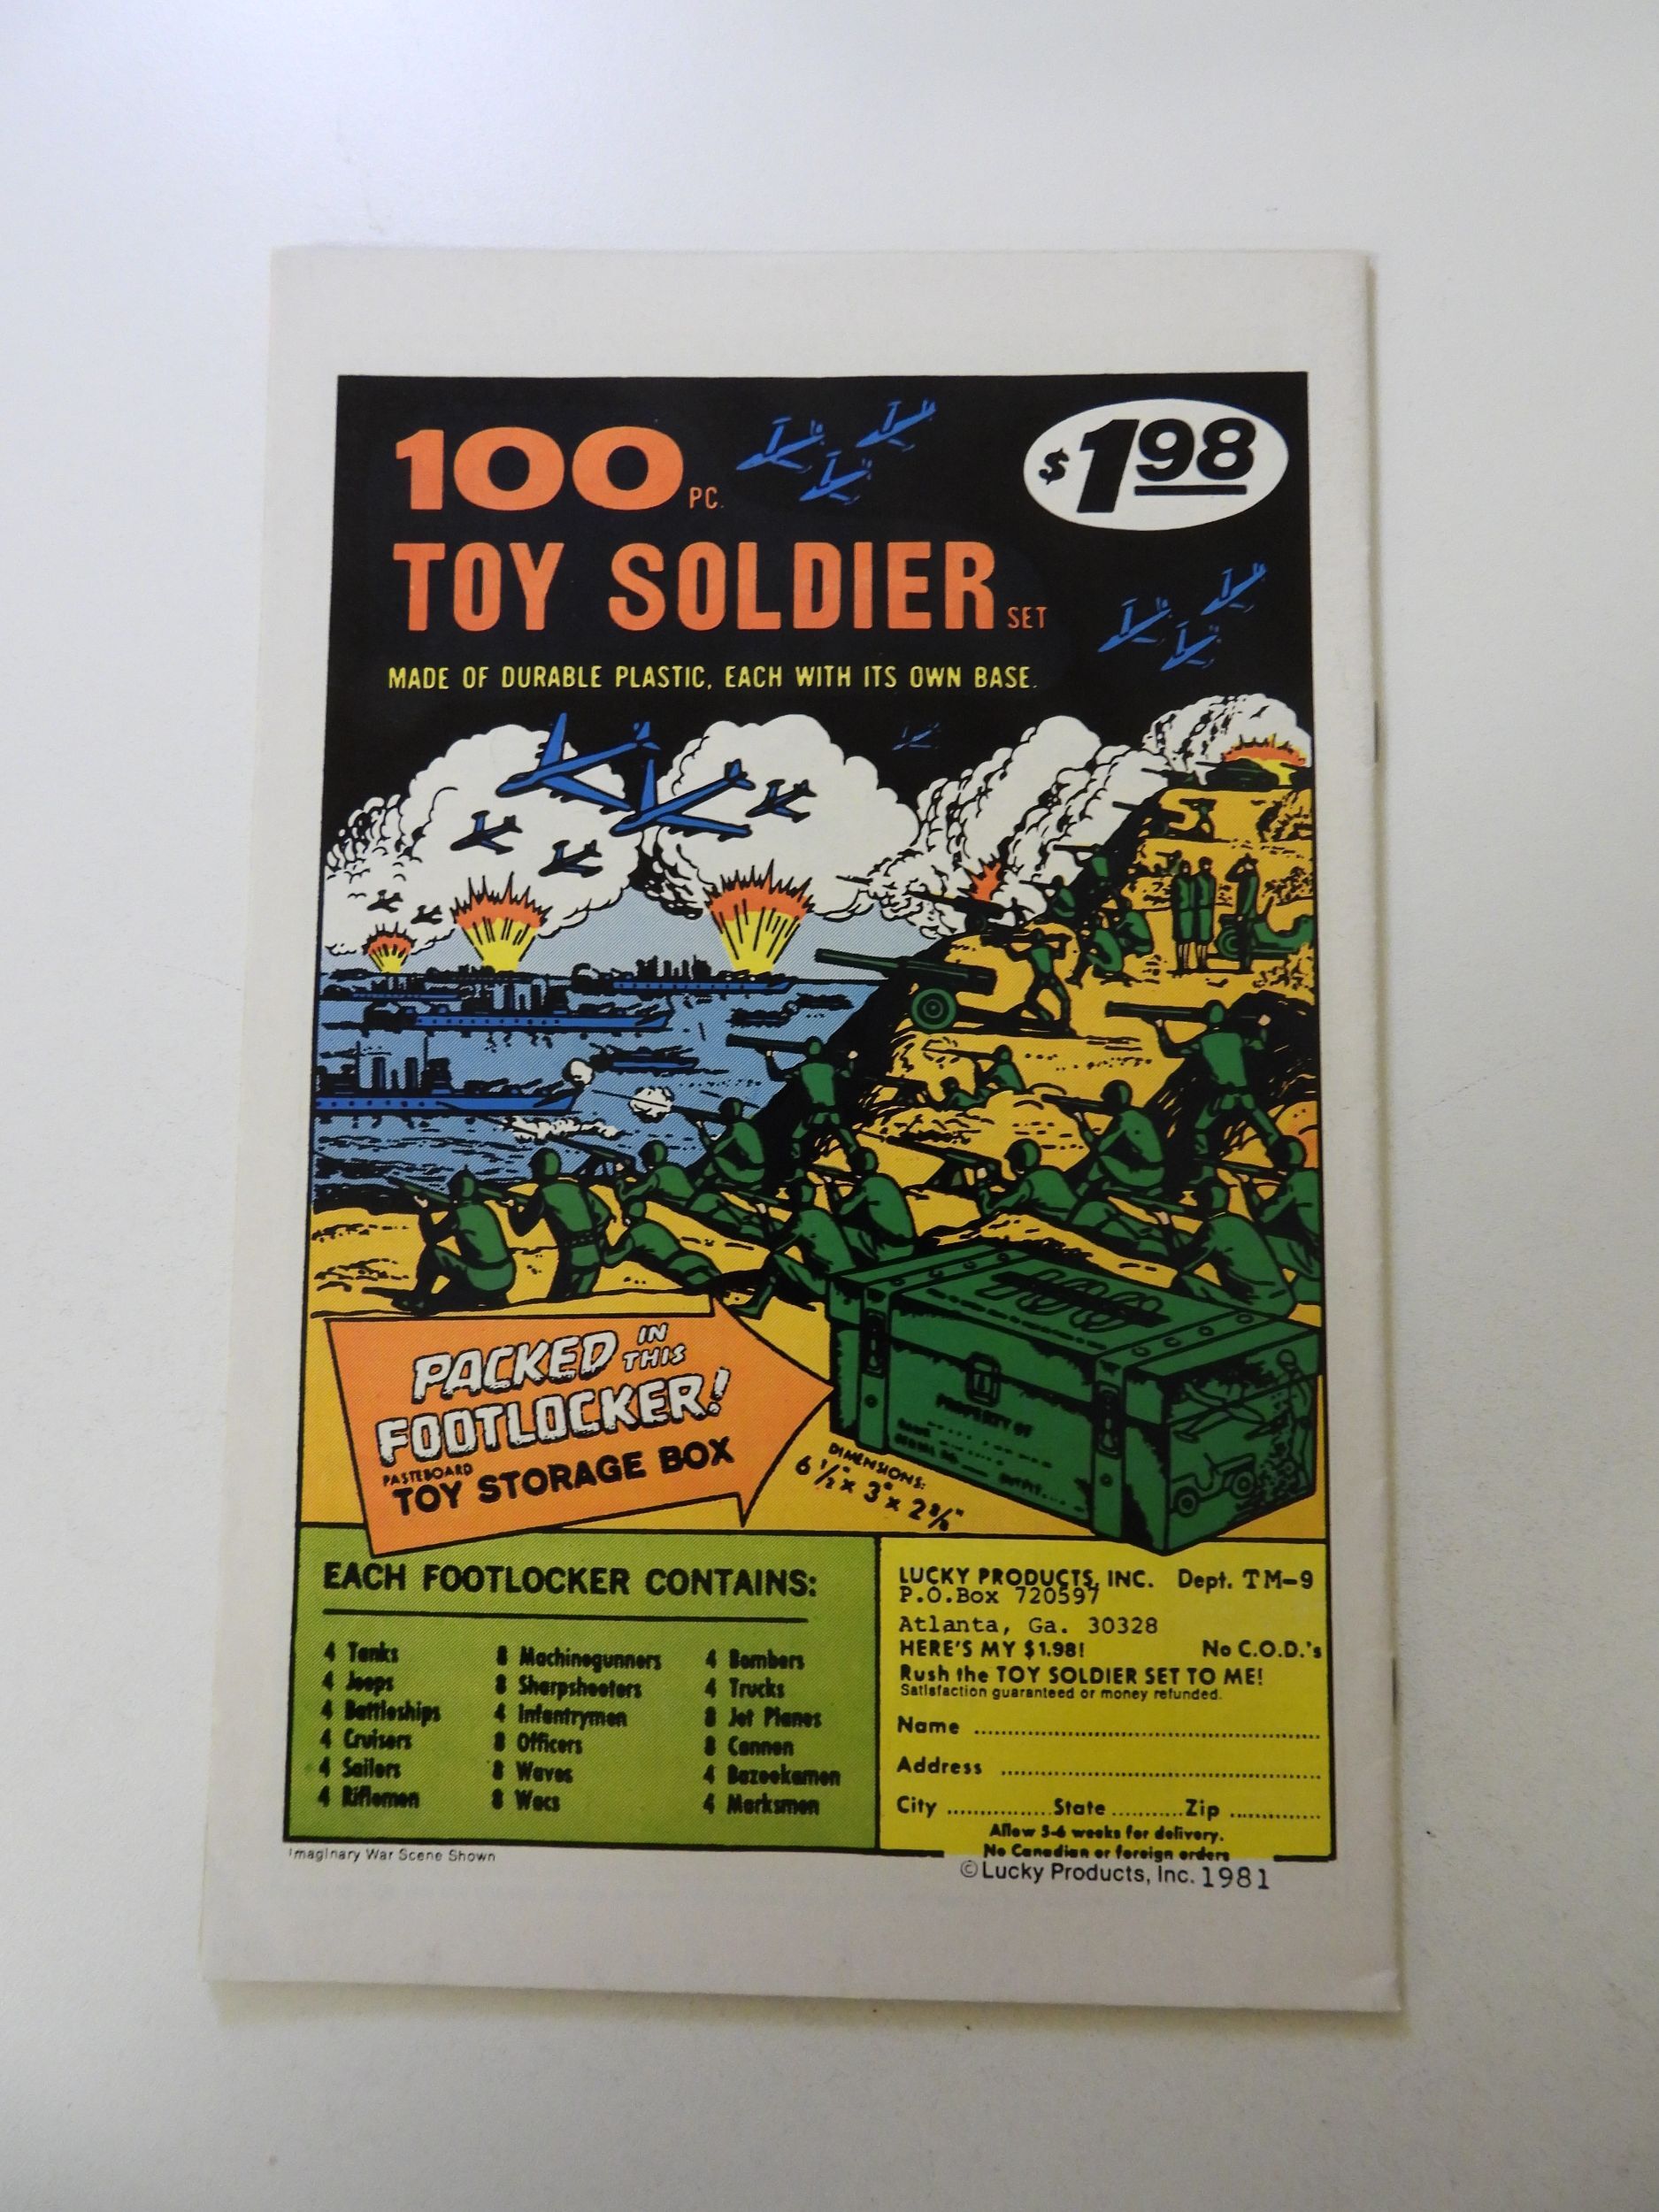 100 PC.
$1.98
TOY SOLDIER SET
MADE OF DURABLE PLASTIC, EACH WITH ITS OWN BASE.
PACKED IN THIS
FOOTLOCKER!
PASTEBOARD
TOY STORAGE BOX
DIMENSIONS:
6 1/2" x 3" x 2
PROPERTY OF
EACH FOOTLOCKER CONTAINS:
4 Tanks
4 Jeeps
4 Battleships
4 Cruisers
4 Sailors
4 Riflemen
8 Machinegunners
8 Sharpshooters
4 Infantrymen
8 Officers
8 Waves
8 Wacs
4 Bombers
4 Trucks
8 Jet Planes
8 Cannon
4 Bazookamen
4 Marksmen
LUCKY PRODUCTS, INC. Dept. TM-9
P.O.Box 720597
Atlanta, Ga. 30328
HERE'S MY $1.98! No C.O.D.'s
Rush the TOY SOLDIER SET TO ME!
Satisfaction guaranteed or money refunded.
Name
Address
City ............... State .......... Zip .............
Allow 5-6 weeks for delivery.
No Canadian or foreign orders
Imaginary War Scene Shown
© Lucky Products, Inc. 1981